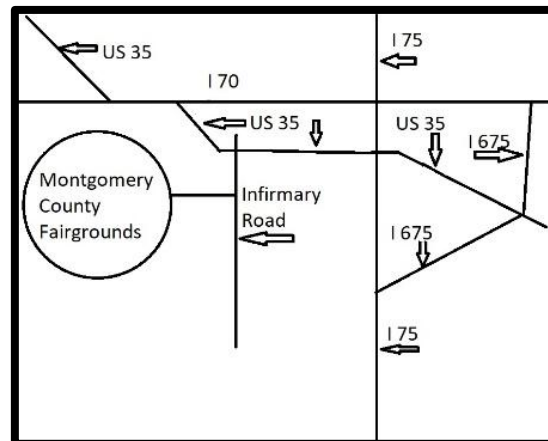 I 75
US 35
I 70
US 35
US 35
I 675
Montgomery
County
Fairgrounds
Infirmary
Road
I 675
I 75